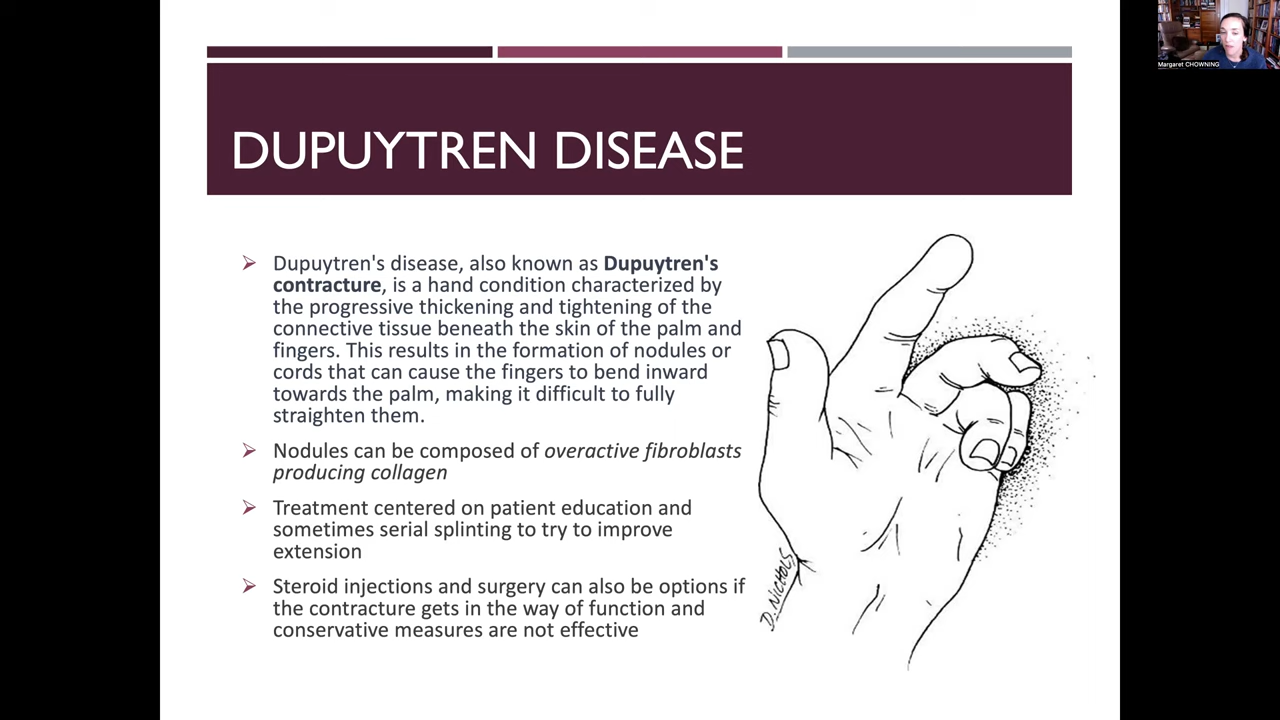 Margaret CHOWNING
DUPUYTREN DISEASE
Dupuytren's disease, also known as Dupuytren's
contracture, is a hand condition characterized by
the progressive thickening and tightening of the
connective tissue beneath the skin of the palm and
fingers. This results in the formation of nodules or
cords that can cause the fingers to bend inward
towards the palm, making it difficult to fully
straighten them.
Nodules can be composed of overactive fibroblasts
producing collagen
Treatment centered on patient education and
sometimes serial splinting to try to improve
extension
Steroid injections and surgery can also be options if
the contracture gets in the way of function and
conservative measures are not effective
D. NICHOLS